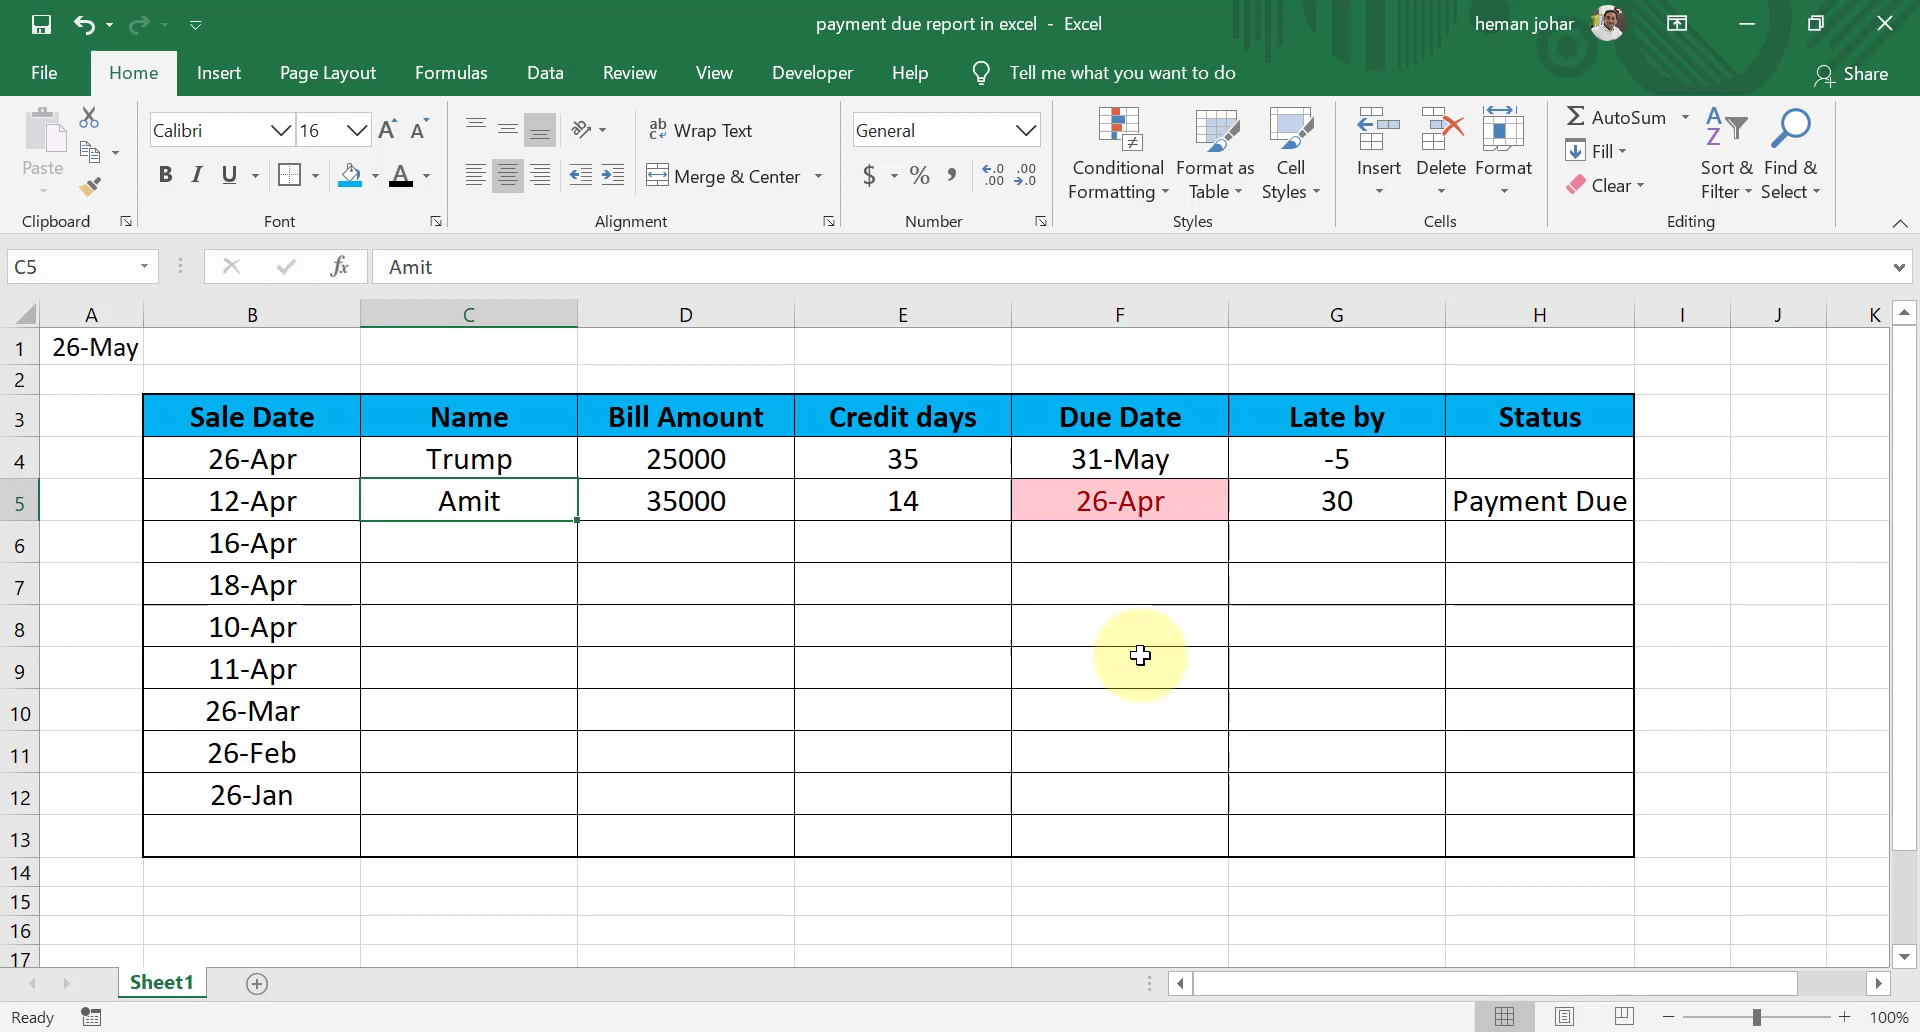 payment due report in excel - Excel
heman johar
File Home Insert Page Layout Formulas Data Review View Developer Help Tell me what you want to do Share
Paste
Clipboard
Calibri 16
A A
B I U A
Font
ab c Wrap Text
Merge & Center
Alignment
General
$ % , .0 .00 .00 .0
Number
Conditional Formatting
Format as Table
Cell Styles
Styles
Insert Delete Format
Cells
AutoSum
Fill
Clear
Sort & Filter
Find & Select
Editing
C5 fx Amit
A B C D E F G H I J K
1 26-May
2
3 Sale Date Name Bill Amount Credit days Due Date Late by Status
4 26-Apr Trump 25000 35 31-May -5
5 12-Apr Amit 35000 14 26-Apr 30 Payment Due
6 16-Apr
7 18-Apr
8 10-Apr
9 11-Apr
10 26-Mar
11 26-Feb
12 26-Jan
13
14
15
16
17
Sheet1
Ready 100%